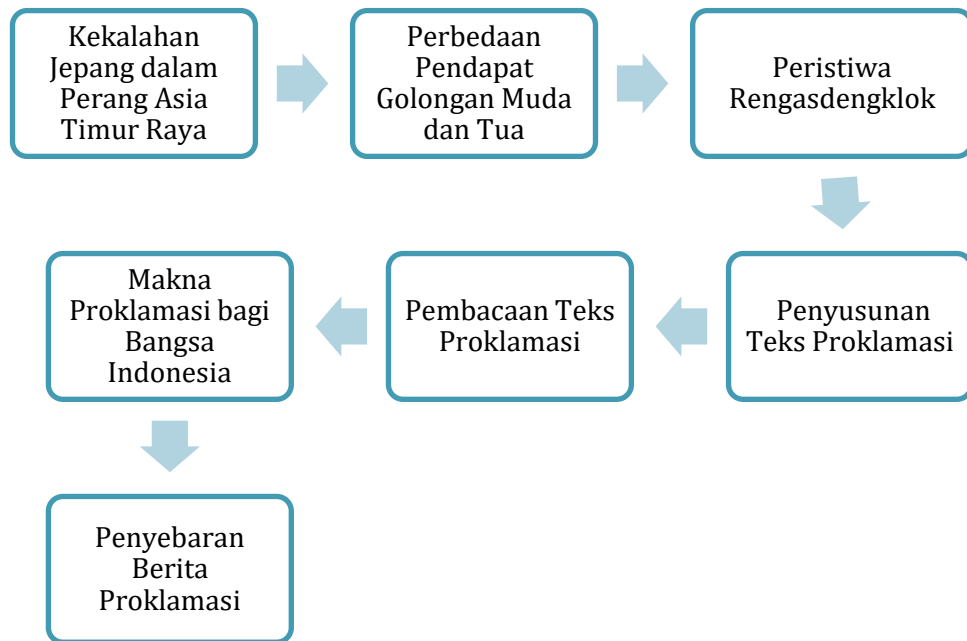 Kekalahan
Jepang dalam
Perang Asia
Timur Raya
Perbedaan
Pendapat
Golongan Muda
dan Tua
Peristiwa
Rengasdengklok
Penyusunan
Teks Proklamasi
Pembacaan Teks
Proklamasi
Makna
Proklamasi bagi
Bangsa
Indonesia
Penyebaran
Berita
Proklamasi